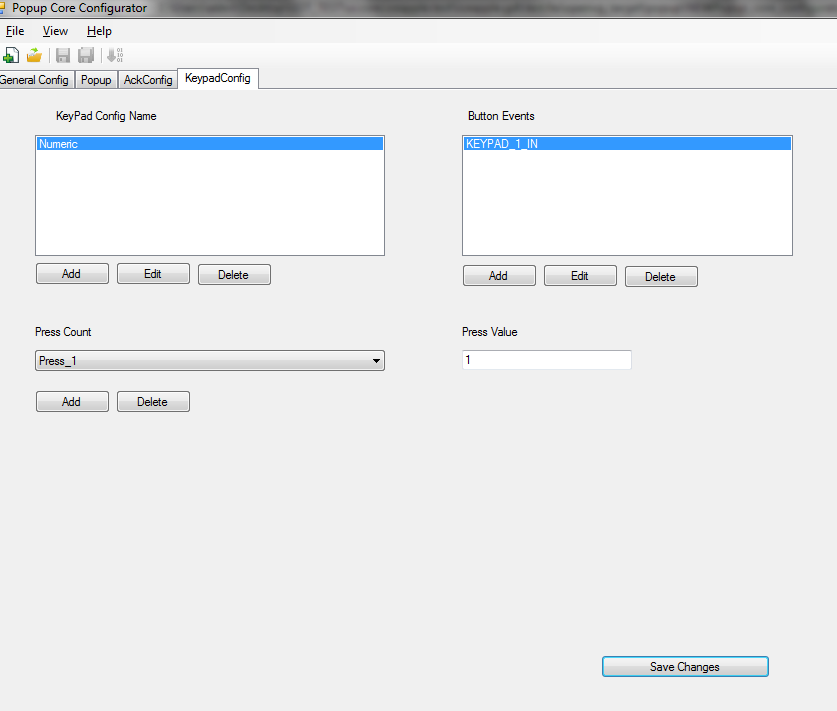 Popup Core Configurator
File View Help
General Config Popup AckConfig KeypadConfig
KeyPad Config Name Button Events
Numeric KEYPAD_1_IN
Add Edit Delete Add Edit Delete
Press Count Press Value
Press_1 1
Add Delete
Save Changes